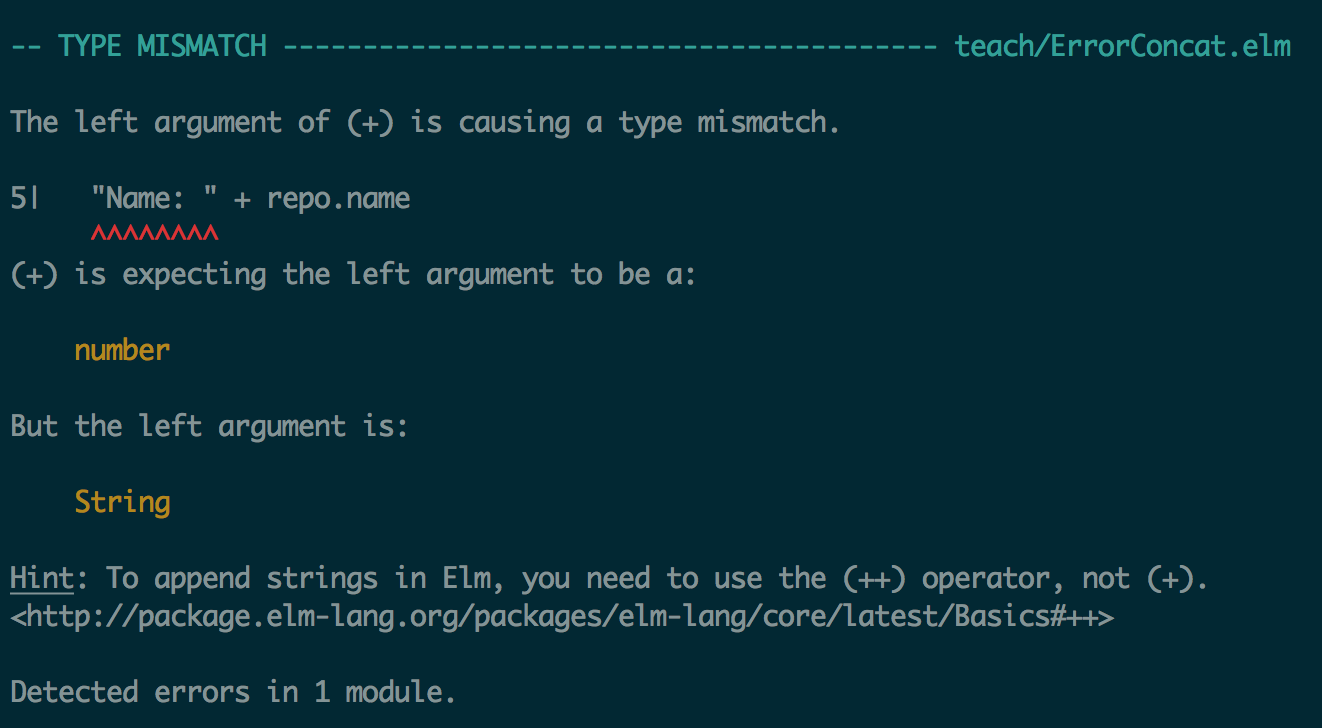 -- TYPE MISMATCH ----------------------------------------- teach/ErrorConcat.elm
The left argument of (+) is causing a type mismatch.
5|   "Name: " + repo.name
     ^^^^^^^^
(+) is expecting the left argument to be a:
    number
But the left argument is:
    String
Hint: To append strings in Elm, you need to use the (++) operator, not (+).
<http://package.elm-lang.org/packages/elm-lang/core/latest/Basics#++>
Detected errors in 1 module.